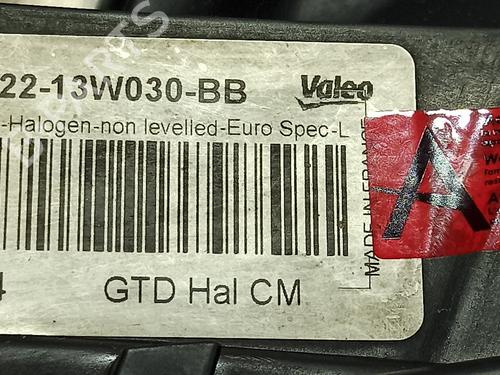 22-13W030-BB
Valeo
-Halogen-non levelled-Euro Spec-L
MADE IN FRANCE
A
GTD Hal CM